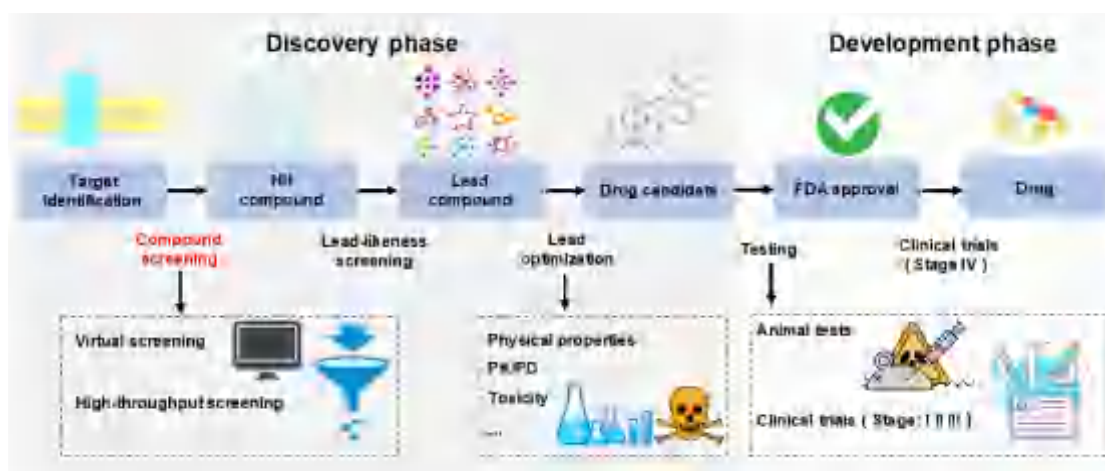 Discovery phase
Development phase
Target
identification
Hit
compound
Lead
compound
Drug candidate
FDA approval
Drug
Compound
screening
Lead-likeness
screening
Lead
optimization
Testing
Clinical trials
( Stage IV )
Virtual screening
High-throughput screening
Physical properties
PK/PD
Toxicity
....
Animal tests
Clinical trials ( Stage: I II III )